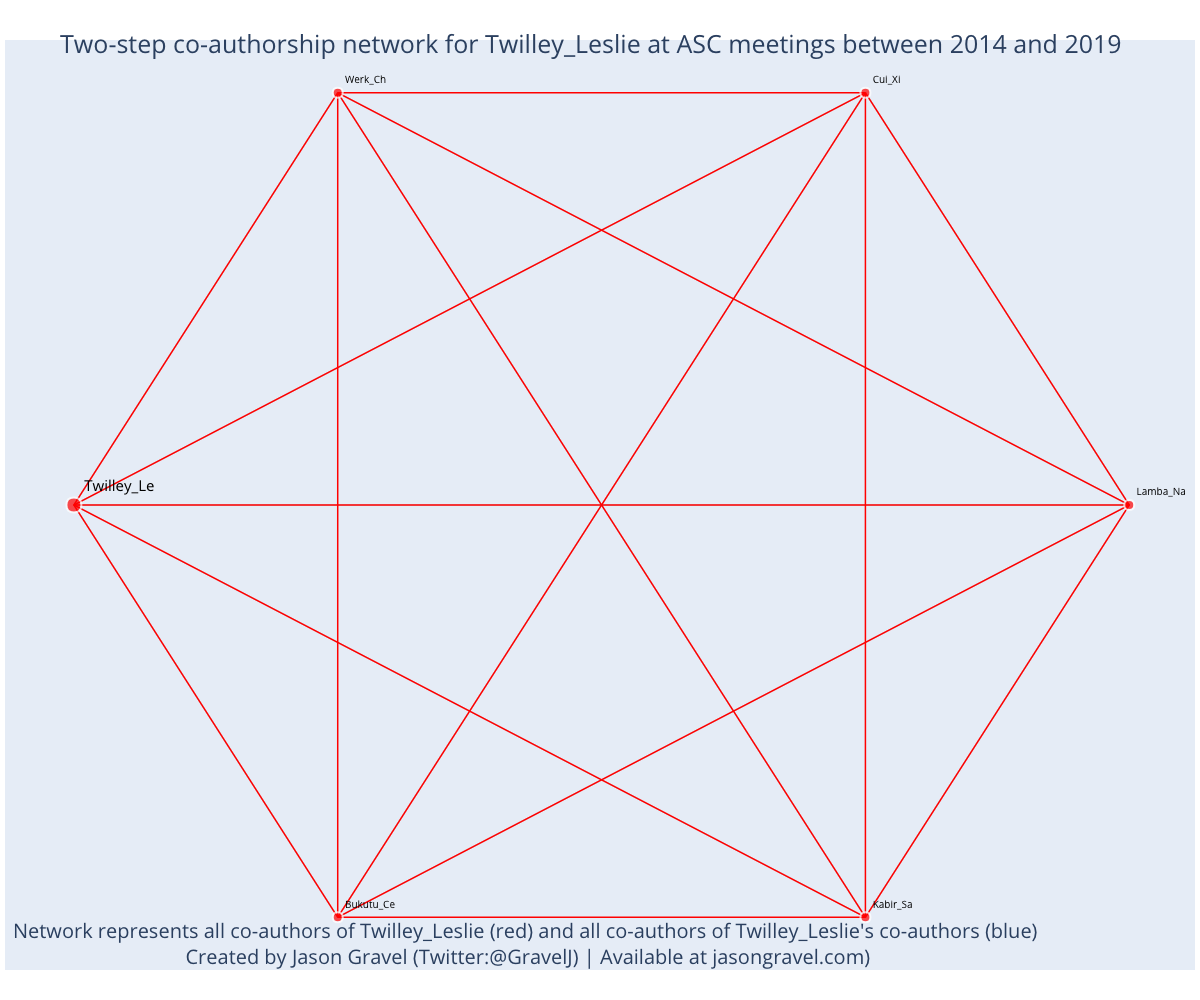 Two-step co-authorship network for Twilley_Leslie at ASC meetings between 2014 and 2019
Werk_Ch
Cui_Xi
Twilley_Le
Lamba_Na
Bukutu_Ce
Kabir_Sa
Network represents all co-authors of Twilley_Leslie (red) and all co-authors of Twilley_Leslie's co-authors (blue)
Created by Jason Gravel (Twitter:@GravelJ) | Available at jasongravel.com)